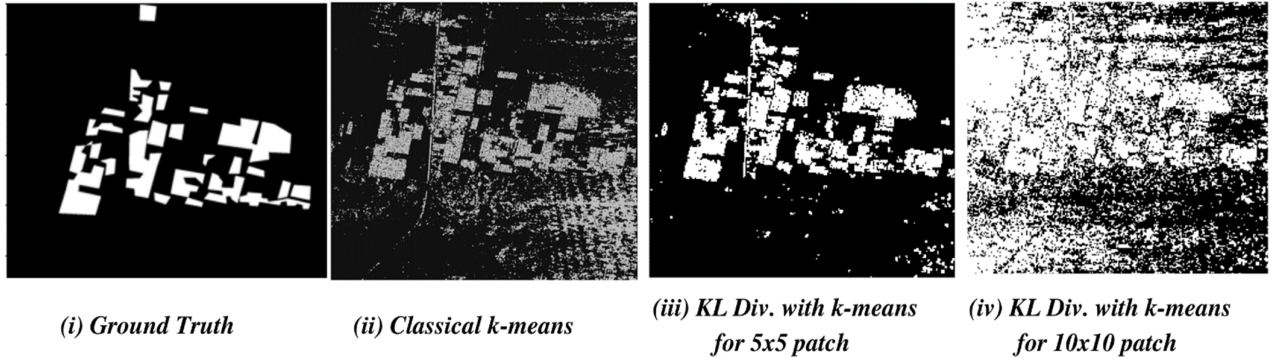 (i) Ground Truth
(ii) Classical k-means
(iii) KL Div. with k-means
for 5x5 patch
(iv) KL Div. with k-means
for 10x10 patch